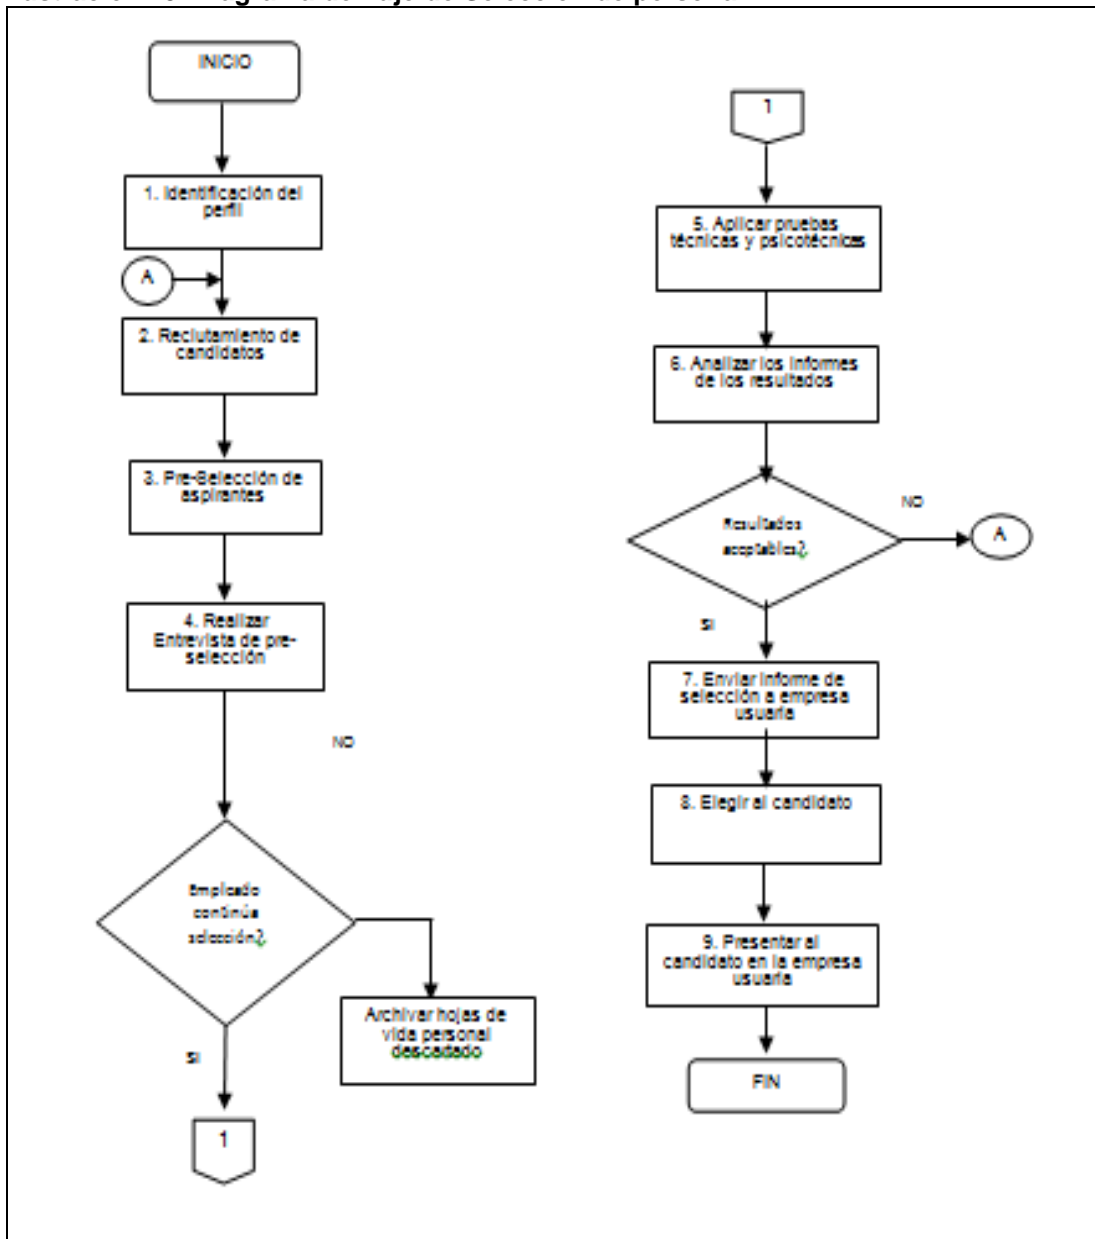 INICIO
1. Identificación del
perfil
A
2. Reclutamiento de
candidatos
3. Pre-Selección de
aspirantes
4. Realizar
Entrevista de pre-
selección
NO
Empleado
continúa
selección?
Archivar hojas de
vida personal
descartado
SI
1
1
5. Aplicar pruebas
técnicas y psicotécnicas
6. Analizar los informes
de los resultados
Resultados
aceptables?
NO
A
SI
7. Enviar informe de
selección a empresa
usuaria
8. Elegir al candidato
9. Presentar al
candidato en la empresa
usuaria
FIN